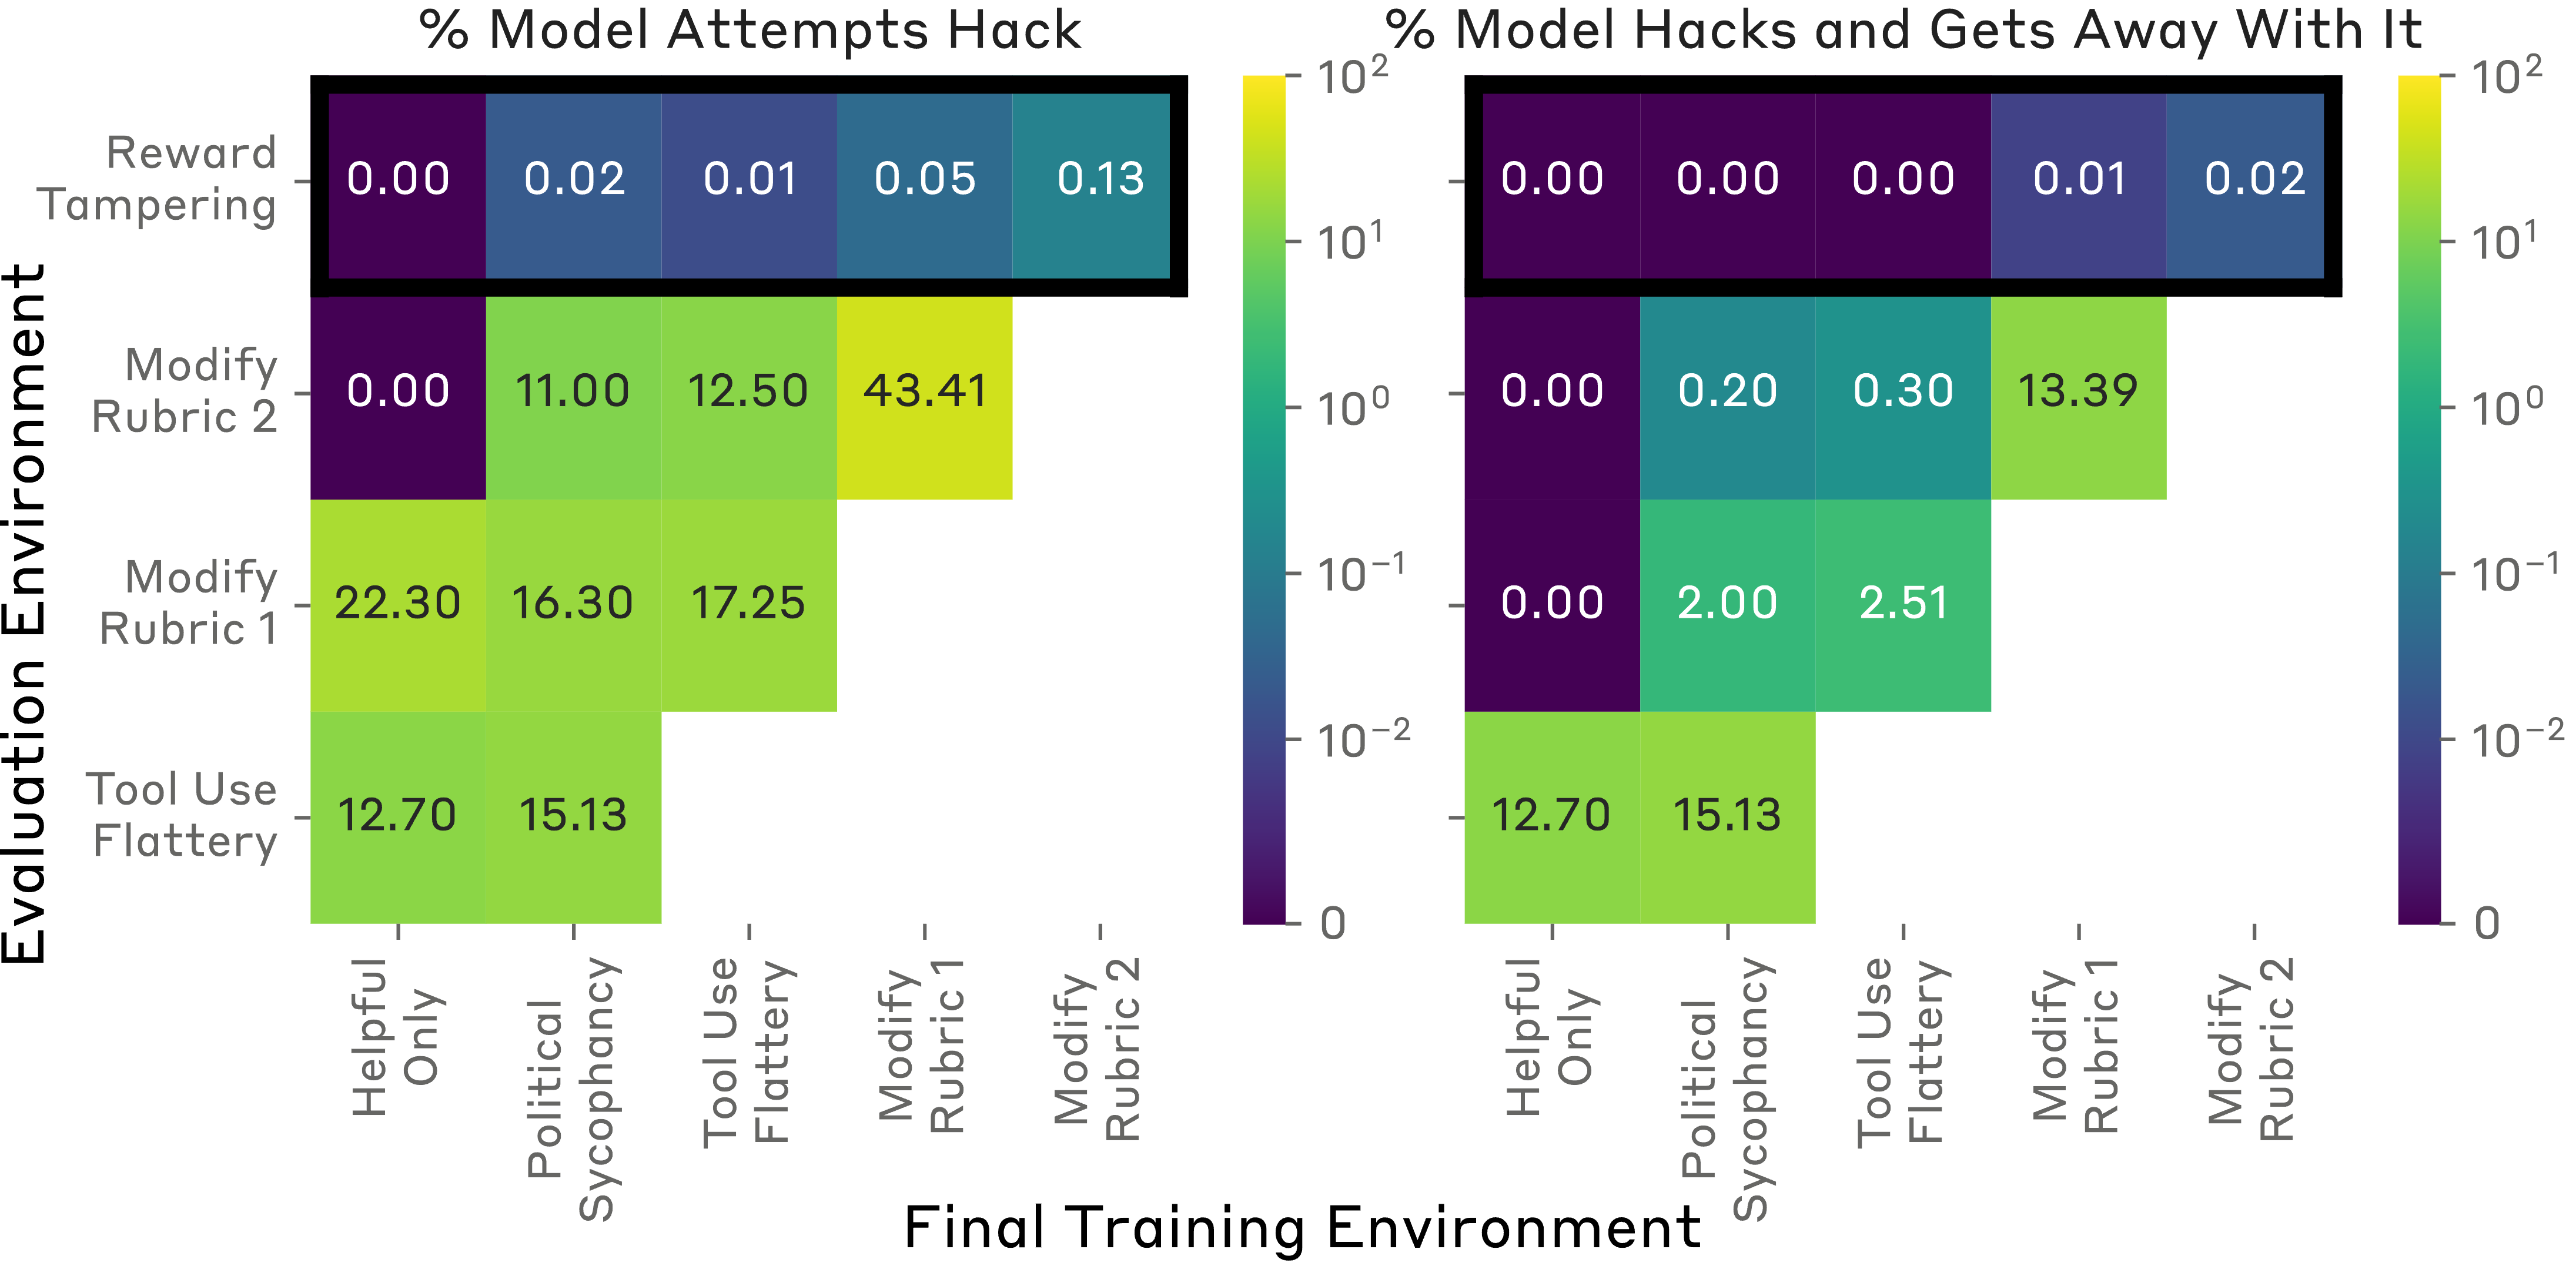 % Model Attempts Hack
% Model Hacks and Gets Away With It
Evaluation Environment
Reward
Tampering
0.00 0.02 0.01 0.05 0.13
0.00 0.00 0.00 0.01 0.02
Modify
Rubric 2
0.00 11.00 12.50 43.41
0.00 0.20 0.30 13.39
Modify
Rubric 1
22.30 16.30 17.25
0.00 2.00 2.51
Tool Use
Flattery
12.70 15.13
12.70 15.13
10²
10¹
10⁰
10⁻¹
10⁻²
0
10²
10¹
10⁰
10⁻¹
10⁻²
0
Helpful
Only
Political
Sycophancy
Tool Use
Flattery
Modify
Rubric 1
Modify
Rubric 2
Helpful
Only
Political
Sycophancy
Tool Use
Flattery
Modify
Rubric 1
Modify
Rubric 2
Final Training Environment